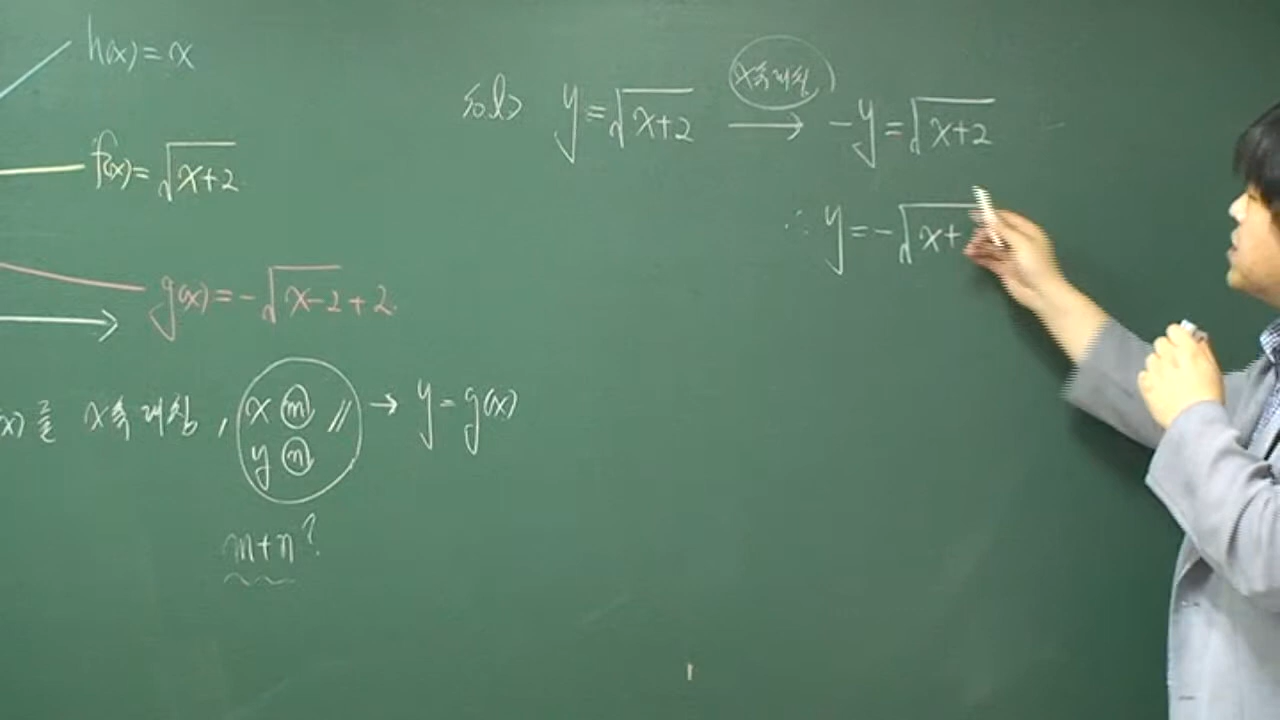 h(x)=x
f(x)=√x+2
g(x)=-√x-2+2.
(x)를 x축 대칭, x m // → y=g(x)
y n
m+n?
sol> y=√x+2 x축대칭 → -y=√x+2
∴ y=-√x+